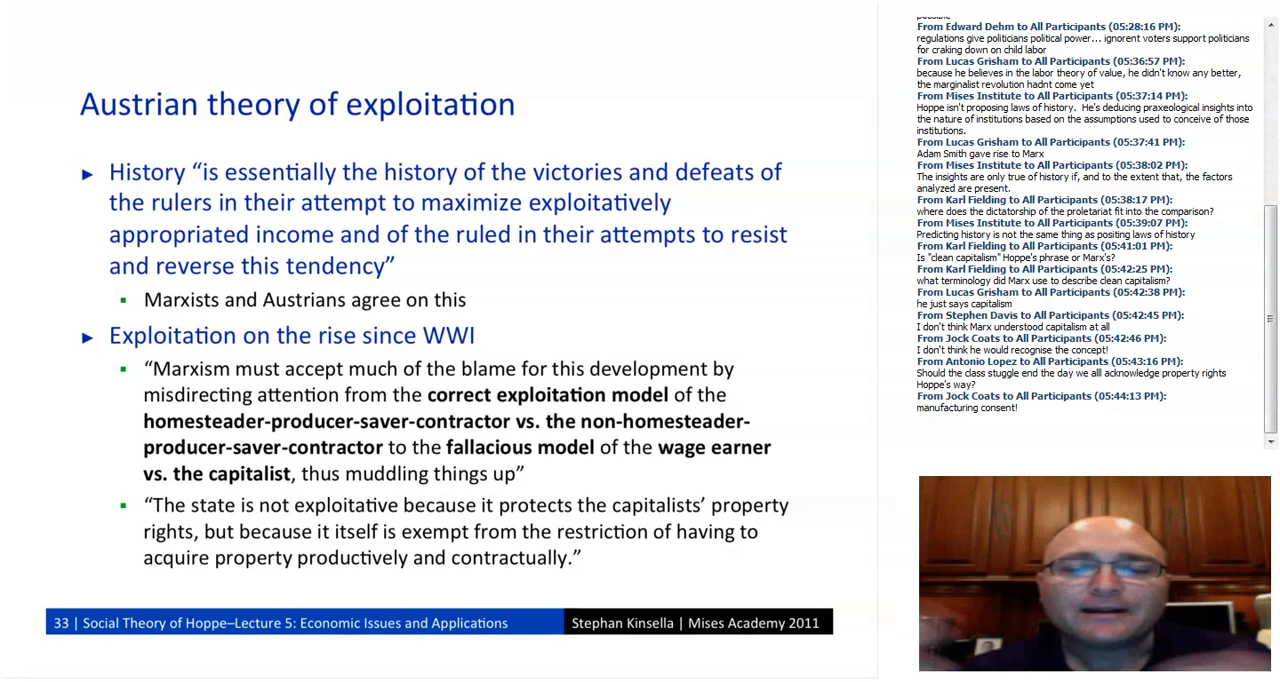 Austrian theory of exploitation
► History “is essentially the history of the victories and defeats of
the rulers in their attempt to maximize exploitatively
appropriated income and of the ruled in their attempts to resist
and reverse this tendency”
▪ Marxists and Austrians agree on this
► Exploitation on the rise since WWI
▪ “Marxism must accept much of the blame for this development by
misdirecting attention from the correct exploitation model of the
homesteader-producer-saver-contractor vs. the non-homesteader-
producer-saver-contractor to the fallacious model of the wage earner
vs. the capitalist, thus muddling things up”
▪ “The state is not exploitative because it protects the capitalists’ property
rights, but because it itself is exempt from the restriction of having to
acquire property productively and contractually.”
33 | Social Theory of Hoppe–Lecture 5: Economic Issues and Applications
Stephan Kinsella | Mises Academy 2011
From Edward Dehm to All Participants (05:28:16 PM):
regulations give politicians political power... ignorent voters support politicians
for craking down on child labor
From Lucas Grisham to All Participants (05:36:57 PM):
because he believes in the labor theory of value, he didn't know any better,
the marginalist revolution hadnt come yet
From Mises Institute to All Participants (05:37:14 PM):
Hoppe isn't proposing laws of history. He's deducing praxeological insights into
the nature of institutions based on the assumptions used to conceive of those
institutions.
From Lucas Grisham to All Participants (05:37:41 PM):
Adam Smith gave rise to Marx
From Mises Institute to All Participants (05:38:02 PM):
The insights are only true of history if, and to the extent that, the factors
analyzed are present.
From Karl Fielding to All Participants (05:38:17 PM):
where does the dictatorship of the proletariat fit into the comparison?
From Mises Institute to All Participants (05:39:07 PM):
Predicting history is not the same thing as positing laws of history
From Karl Fielding to All Participants (05:41:01 PM):
Is "clean capitalism" Hoppe's phrase or Marx's?
From Karl Fielding to All Participants (05:42:25 PM):
what terminology did Marx use to describe clean capitalism?
From Lucas Grisham to All Participants (05:42:38 PM):
he just says capitalism
From Stephen Davis to All Participants (05:42:45 PM):
I don't think Marx understood capitalism at all
From Jock Coats to All Participants (05:42:46 PM):
I don't think he would recognise the concept!
From Antonio Lopez to All Participants (05:43:16 PM):
Should the class stuggle end the day we alll acknowledge property rights
Hoppe's way?
From Jock Coats to All Participants (05:44:13 PM):
manufacturing consent!